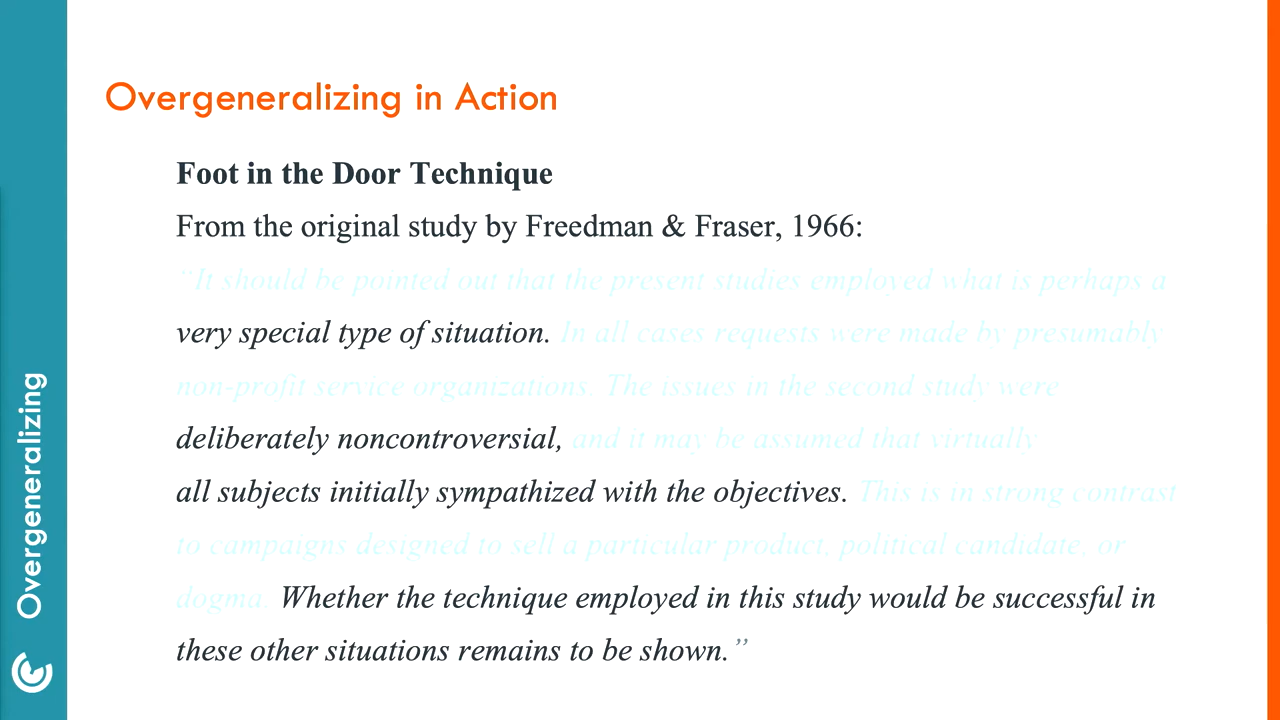 Overgeneralizing in Action
Foot in the Door Technique
From the original study by Freedman & Fraser, 1966:
“It should be pointed out that the present studies employed what is perhaps a
very special type of situation. In all cases requests were made by presumably
non-profit service organizations. The issues in the second study were
deliberately noncontroversial, and it may be assumed that virtually
all subjects initially sympathized with the objectives. This is in strong contrast
to campaigns designed to sell a particular product, political candidate, or
dogma. Whether the technique employed in this study would be successful in
these other situations remains to be shown.”
Overgeneralizing